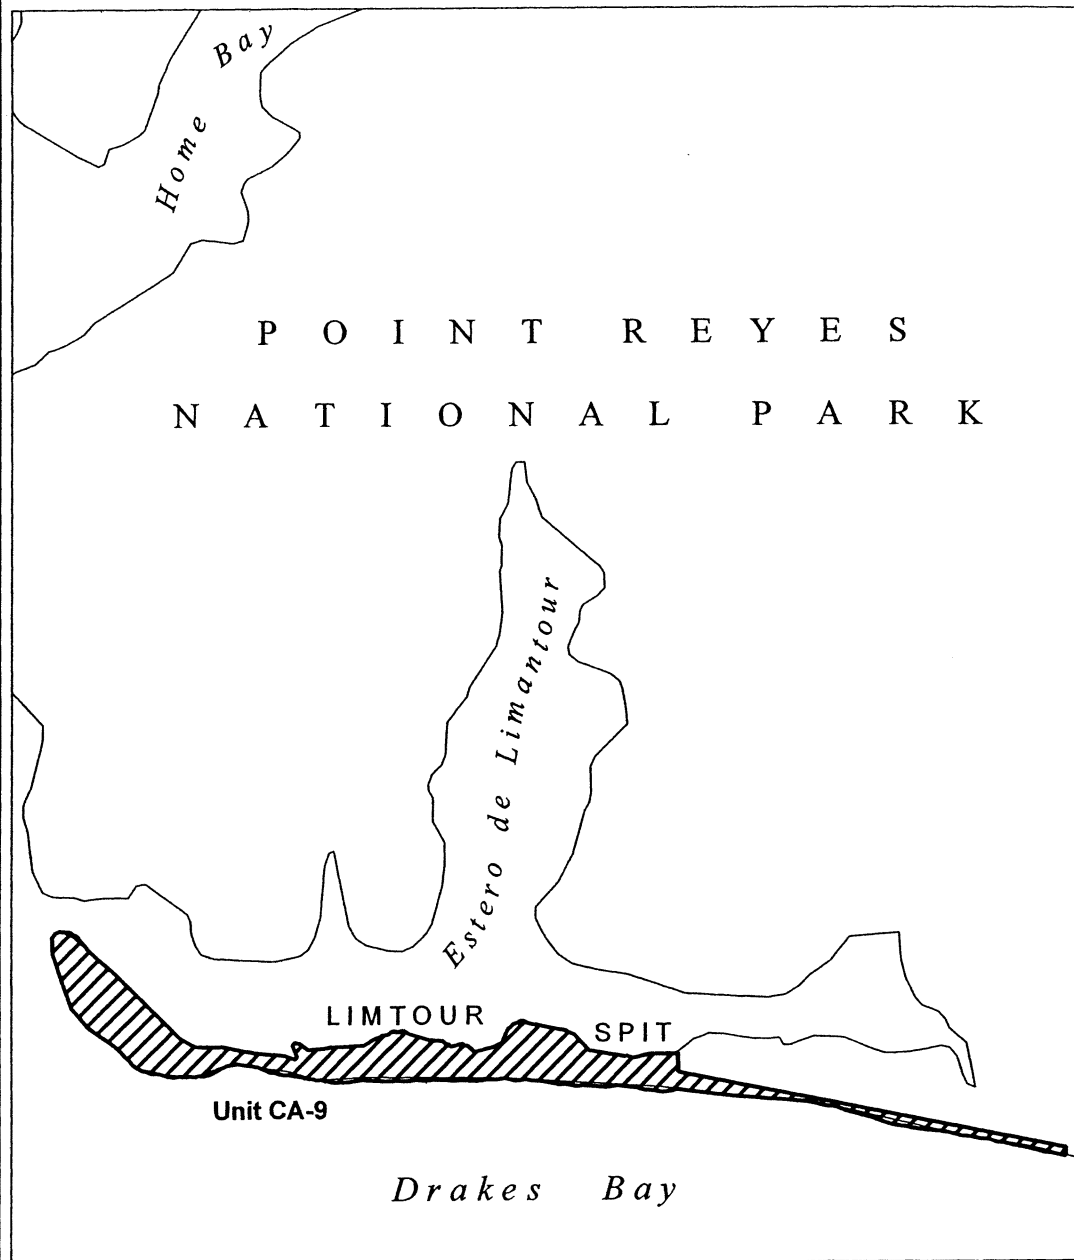 Home Bay
POINT REYES
NATIONAL PARK
Estero de Limantour
LIMTOUR SPIT
Unit CA-9
Drakes Bay